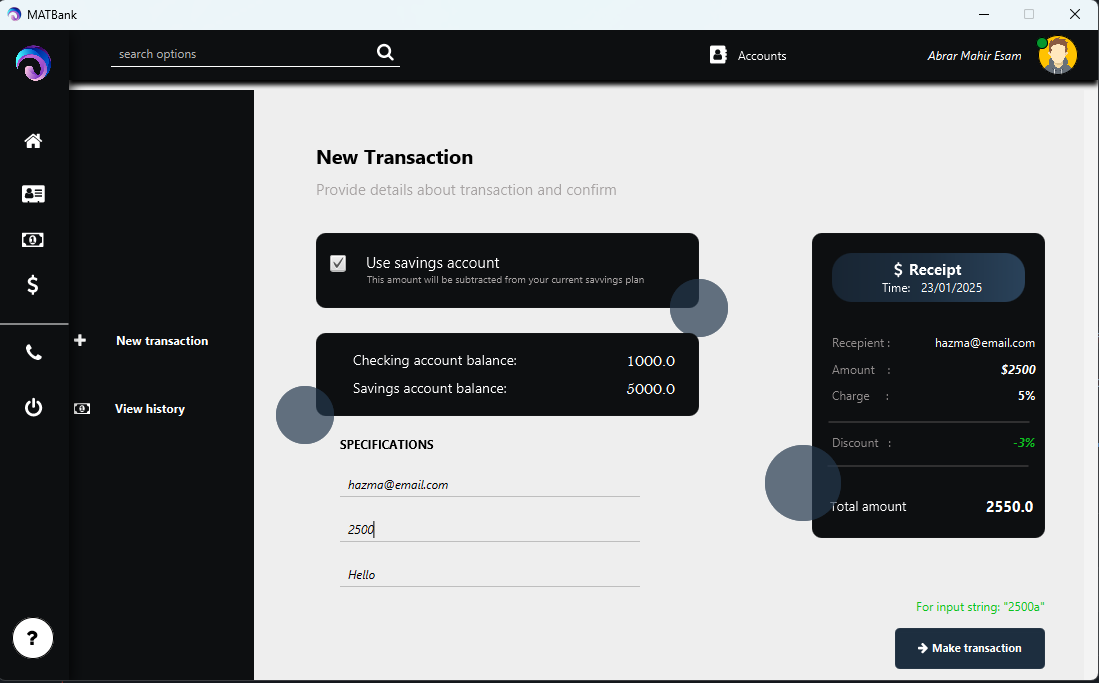 MATBank
search options
Accounts
Abrar Mahir Esam
New Transaction
Provide details about transaction and confirm
Use savings account
This amount will be subtracted from your current savvings plan
Checking account balance: 1000.0
Savings account balance: 5000.0
SPECIFICATIONS
hazma@email.com
2500
Hello
New transaction
View history
$ Receipt
Time: 23/01/2025
Recepient : hazma@email.com
Amount : $2500
Charge : 5%
Discount : -3%
Total amount 2550.0
For input string: "2500a"
Make transaction
?